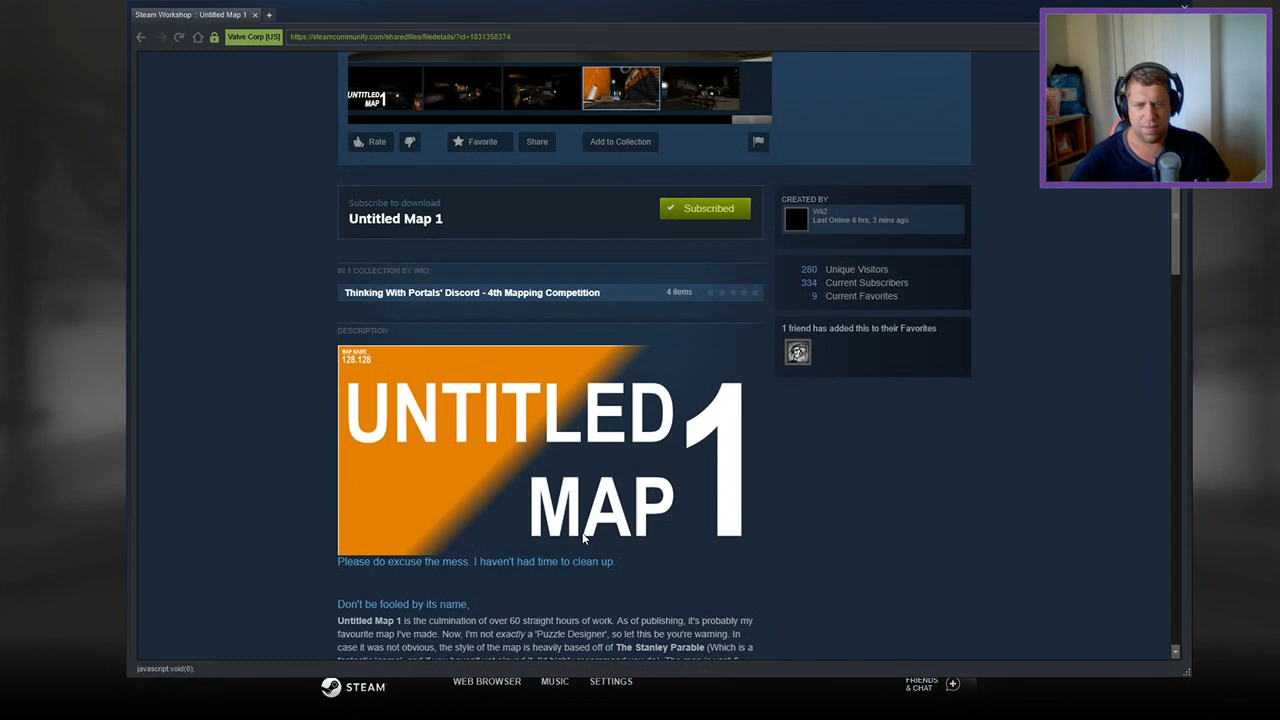 Steam Workshop :: Untitled Map 1
Valve Corp [US]
https://steamcommunity.com/sharedfiles/filedetails/?id=1831358374
UNTITLED
MAP 1
Rate
Favorite
Share
Add to Collection
Subscribe to download
Untitled Map 1
Subscribed
CREATED BY
Wii2
Last Online 6 hrs, 3 mins ago
IN 1 COLLECTION BY WII2
Thinking With Portals' Discord - 4th Mapping Competition
4 items
280 Unique Visitors
334 Current Subscribers
9 Current Favorites
1 friend has added this to their Favorites
DESCRIPTION
MAP NAME
128.128
UNTITLED
MAP 1
Please do excuse the mess. I haven't had time to clean up.
Don't be fooled by its name,
Untitled Map 1 is the culmination of over 60 straight hours of work. As of publishing, it's probably my
favourite map I've made. Now, I'm not exactly a 'Puzzle Designer', so let this be you're warning. In
case it was not obvious, the style of the map is heavily based off of The Stanley Parable (Which is a
javascript:void(0);
STEAM
WEB BROWSER
MUSIC
SETTINGS
FRIENDS
& CHAT